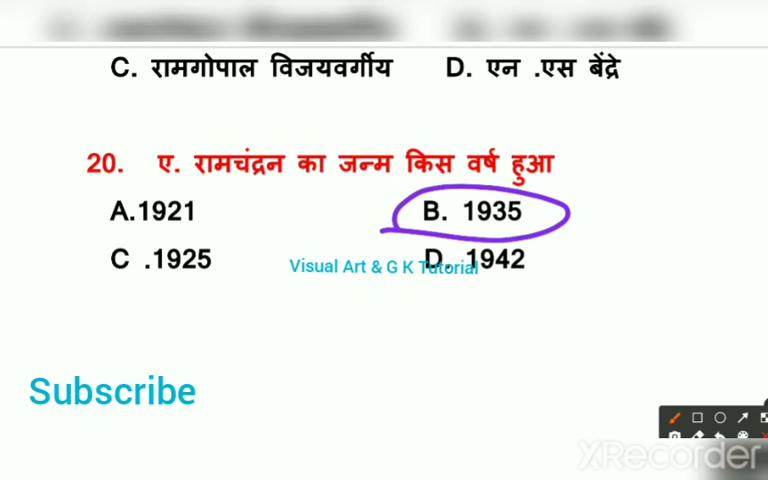 C. रामगोपाल विजयवर्गीय D. एन .एस बेंद्रे
20. ए. रामचंद्रन का जन्म किस वर्ष हुआ
A.1921 B. 1935
C .1925 D. 1942
Visual Art & G K Tutorial
Subscribe
XRecorder